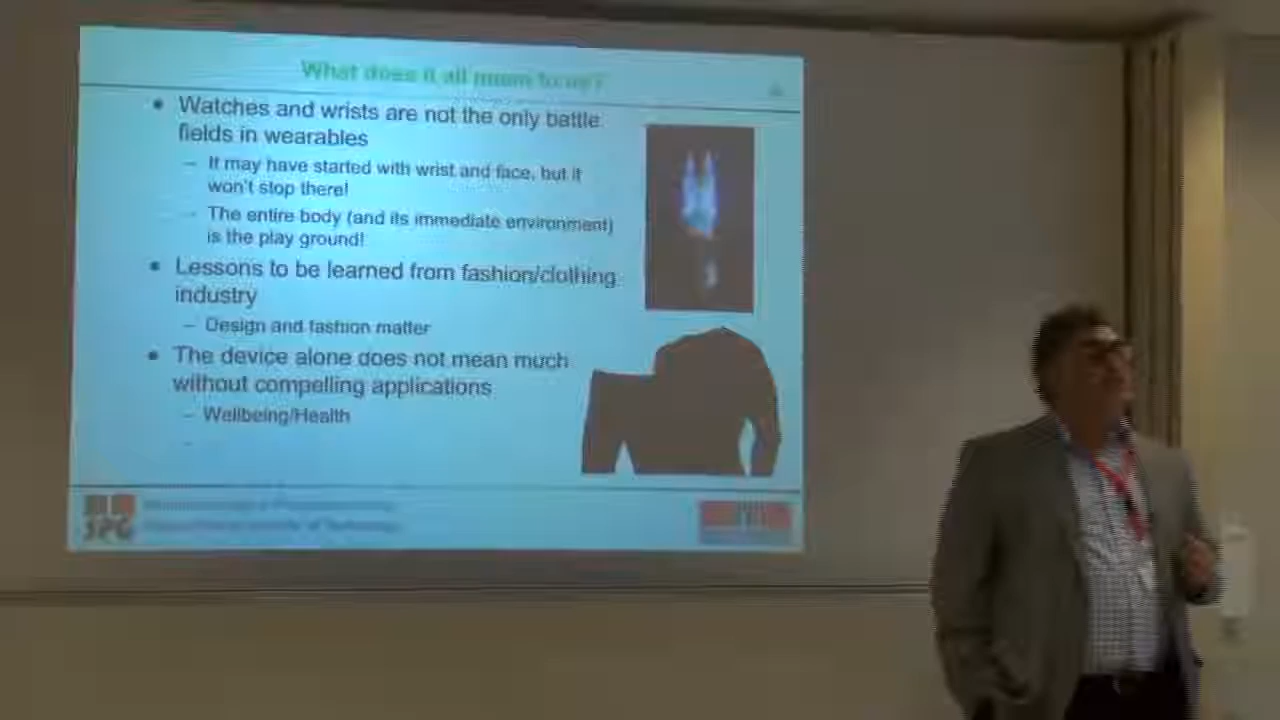 What does it all mean to us?
• Watches and wrists are not the only battle
fields in wearables
– It may have started with wrist and face, but it
won't stop there!
– The entire body (and its immediate environment)
is the play ground!
• Lessons to be learned from fashion/clothing
industry
– Design and fashion matter
• The device alone does not mean much
without compelling applications
– Wellbeing/Health
–
SPG
of Technology